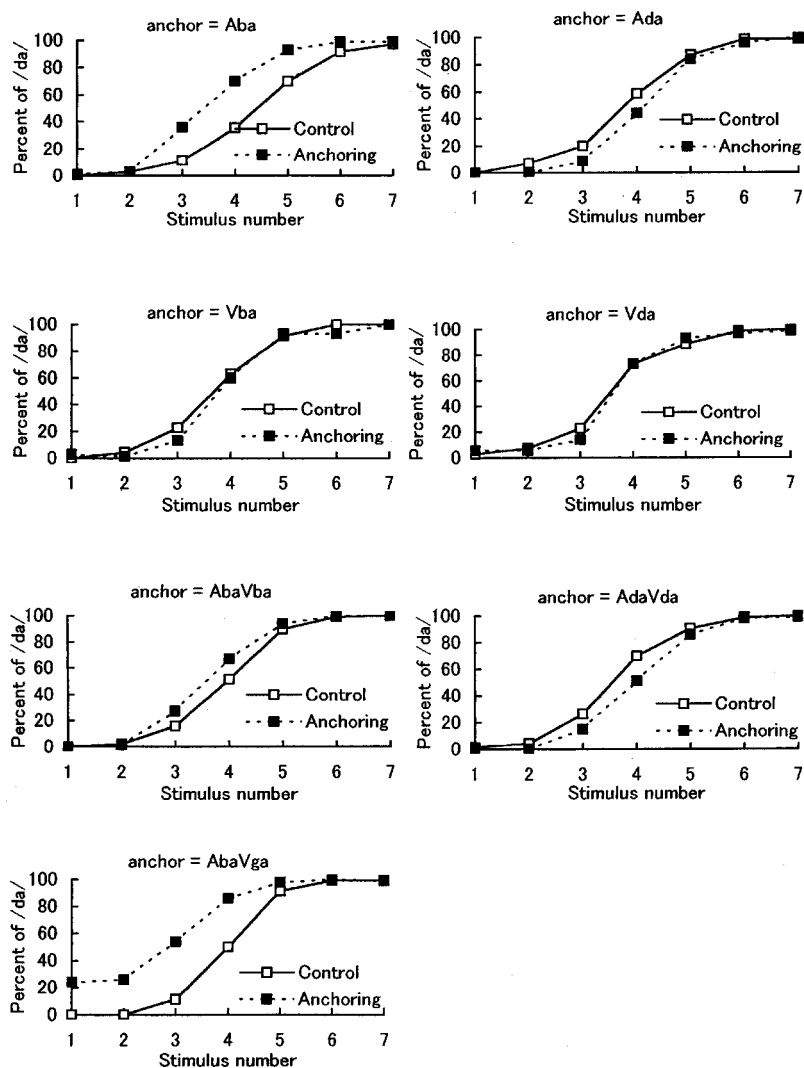 anchor = Aba
Percent of /da/
100
80
60
40
20
0
Control
Anchoring
1 2 3 4 5 6 7
Stimulus number
anchor = Ada
Percent of /da/
100
80
60
40
20
0
Control
Anchoring
1 2 3 4 5 6 7
Stimulus number
anchor = Vba
Percent of /da/
100
80
60
40
20
0
Control
Anchoring
1 2 3 4 5 6 7
Stimulus number
anchor = Vda
Percent of /da/
100
80
60
40
20
0
Control
Anchoring
1 2 3 4 5 6 7
Stimulus number
anchor = AbaVba
Percent of /da/
100
80
60
40
20
0
Control
Anchoring
1 2 3 4 5 6 7
Stimulus number
anchor = AdaVda
Percent of /da/
100
80
60
40
20
0
Control
Anchoring
1 2 3 4 5 6 7
Stimulus number
anchor = AbaVga
Percent of /da/
100
80
60
40
20
0
Control
Anchoring
1 2 3 4 5 6 7
Stimulus number